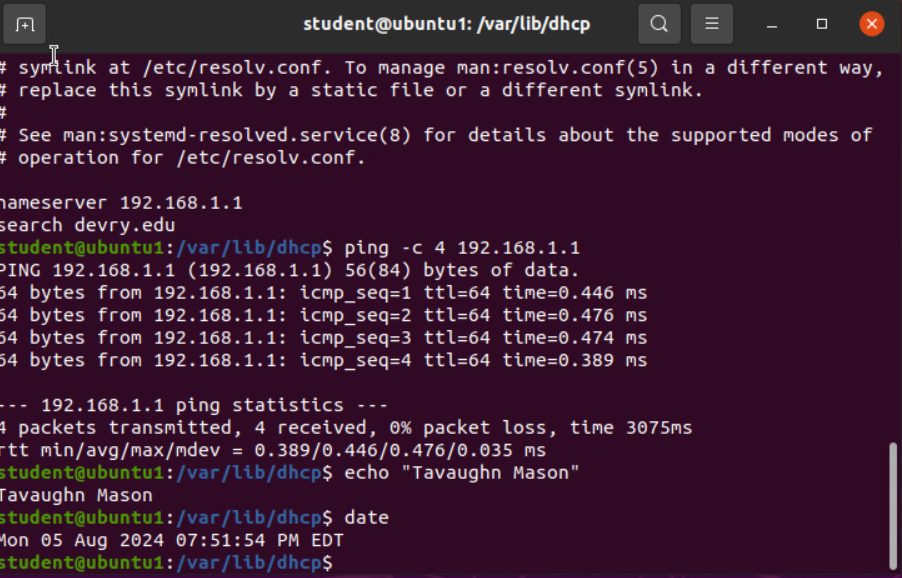 student@ubuntu1: /var/lib/dhcp
# symlink at /etc/resolv.conf. To manage man:resolv.conf(5) in a different way,
# replace this symlink by a static file or a different symlink.
#
# See man:systemd-resolved.service(8) for details about the supported modes of
# operation for /etc/resolv.conf.
nameserver 192.168.1.1
search devry.edu
student@ubuntu1:/var/lib/dhcp$ ping -c 4 192.168.1.1
PING 192.168.1.1 (192.168.1.1) 56(84) bytes of data.
64 bytes from 192.168.1.1: icmp_seq=1 ttl=64 time=0.446 ms
64 bytes from 192.168.1.1: icmp_seq=2 ttl=64 time=0.476 ms
64 bytes from 192.168.1.1: icmp_seq=3 ttl=64 time=0.474 ms
64 bytes from 192.168.1.1: icmp_seq=4 ttl=64 time=0.389 ms
--- 192.168.1.1 ping statistics ---
4 packets transmitted, 4 received, 0% packet loss, time 3075ms
rtt min/avg/max/mdev = 0.389/0.446/0.476/0.035 ms
student@ubuntu1:/var/lib/dhcp$ echo "Tavaughn Mason"
Tavaughn Mason
student@ubuntu1:/var/lib/dhcp$ date
Mon 05 Aug 2024 07:51:54 PM EDT
student@ubuntu1:/var/lib/dhcp$